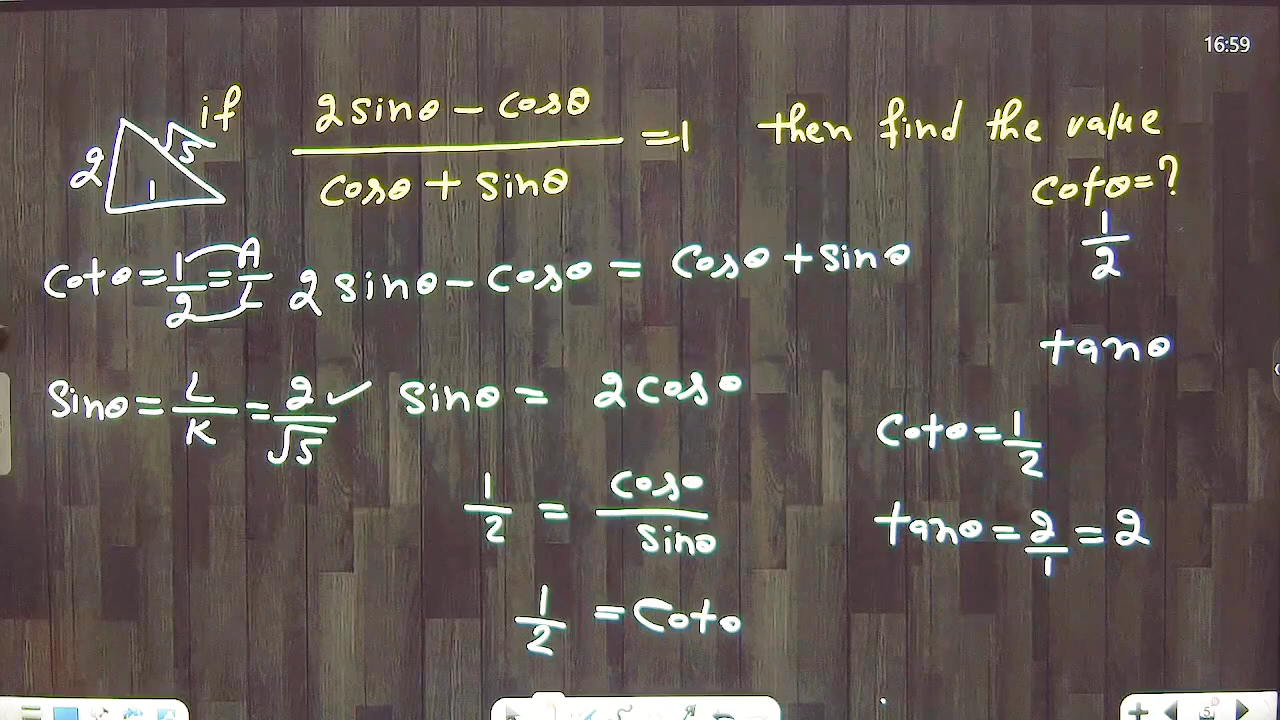 16:59
if (2sinθ – cosθ)/(cosθ + sinθ) = 1 then find the value
cotθ = ?
1/2
2 √5 1
cotθ = 1/2 = A/L
2sinθ – cosθ = cosθ + sinθ
tanθ
sinθ = L/K = 2/√5 ✓
sinθ = 2cosθ
cotθ = 1/2
1/2 = cosθ/sinθ
tanθ = 2/1 = 2
1/2 = cotθ